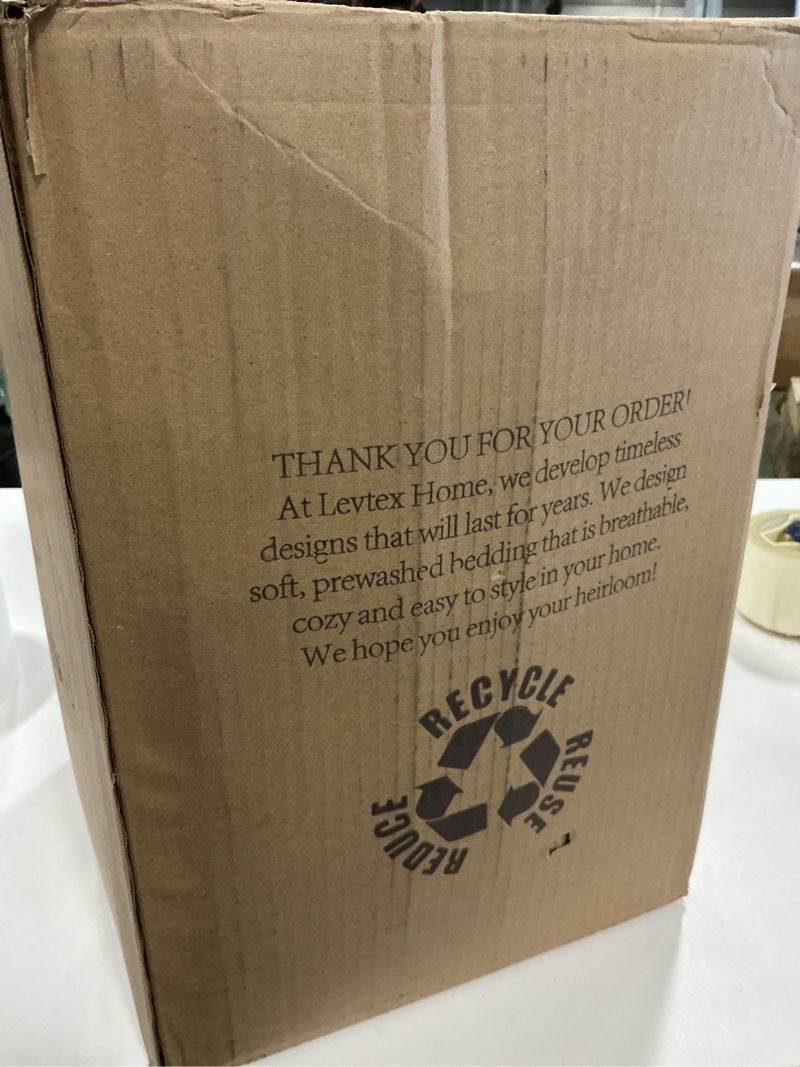 THANK YOU FOR YOUR ORDER!
At Levtex Home, we develop timeless
designs that will last for years. We design
soft, prewashed bedding that is breathable,
cozy and easy to style in your home.
We hope you enjoy your heirloom!
RECYCLE
REUSE
REDUCE